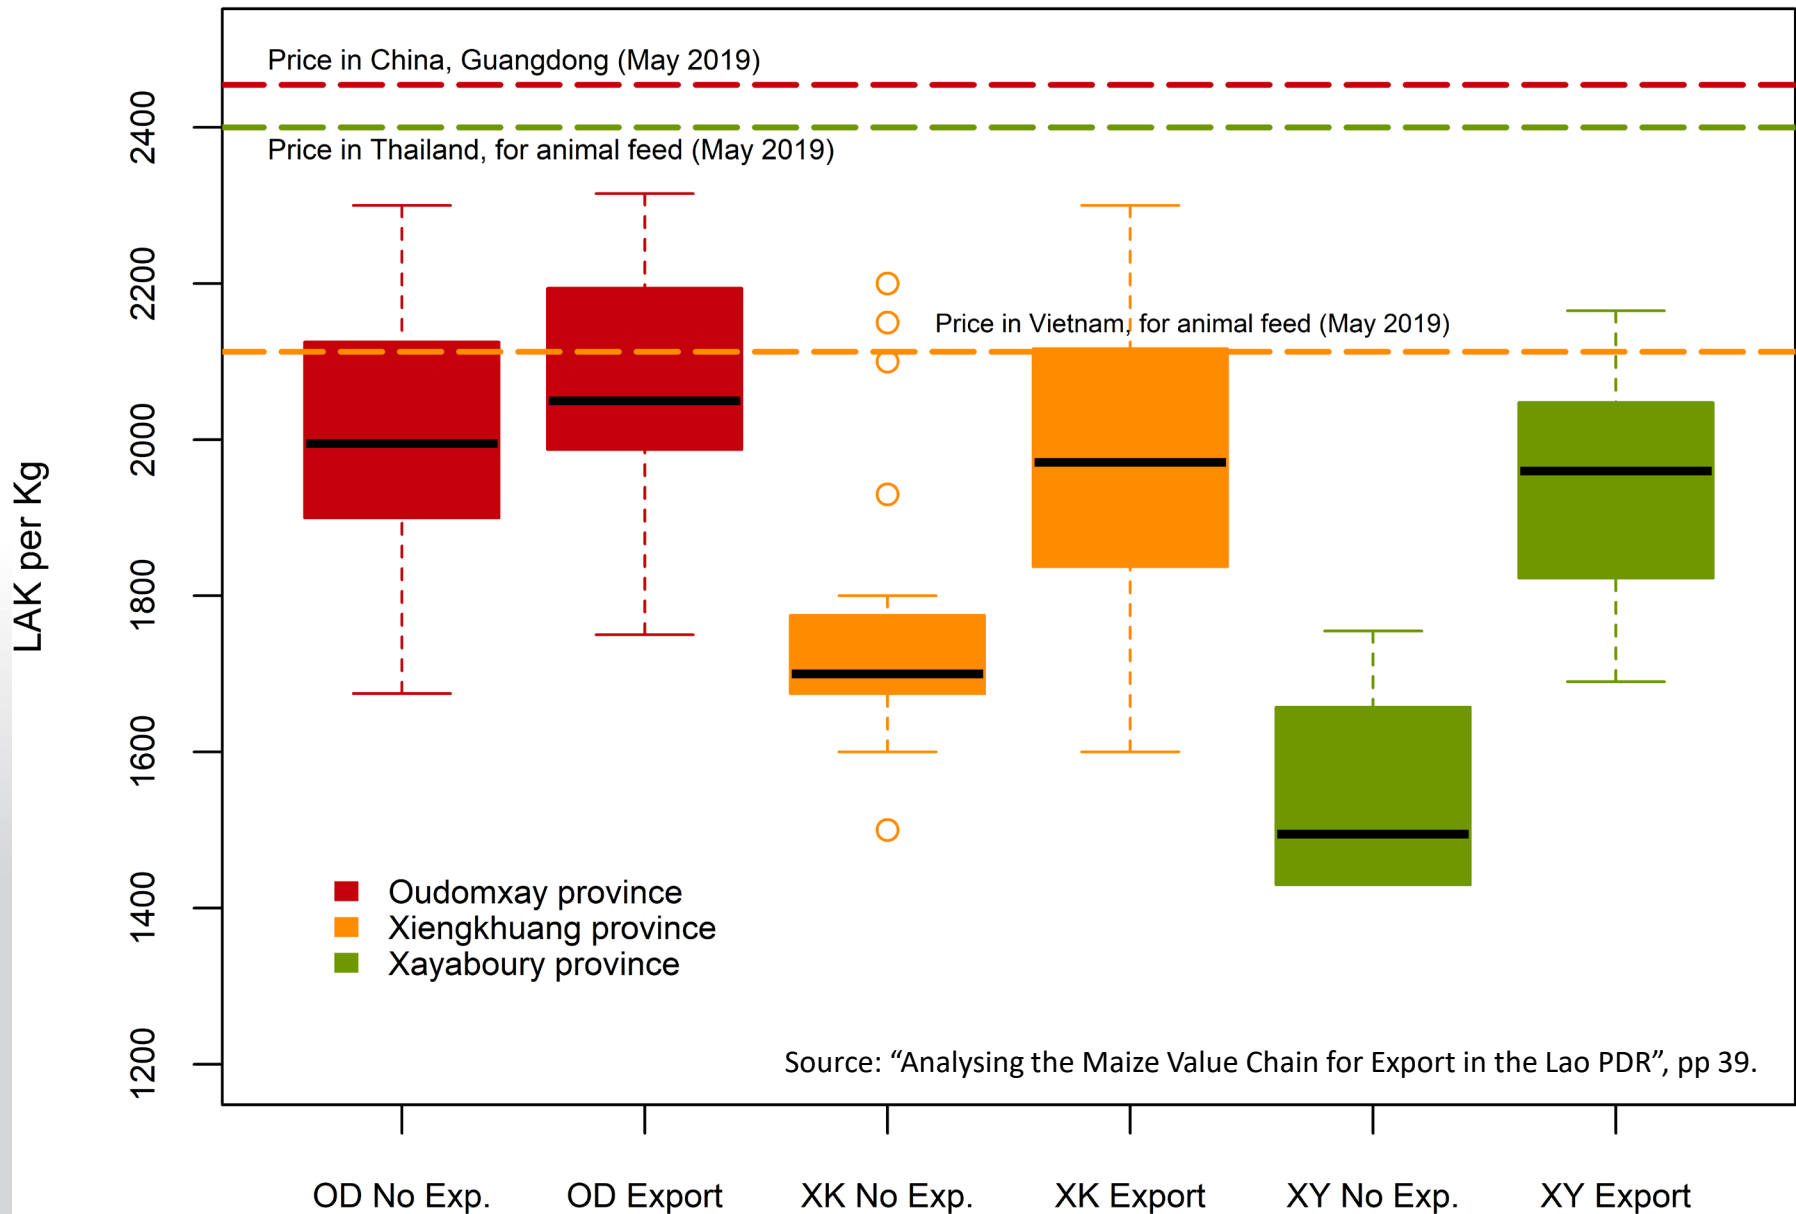 Price in China, Guangdong (May 2019)
Price in Thailand, for animal feed (May 2019)
Price in Vietnam, for animal feed (May 2019)
LAK per Kg
2400
2200
2000
1800
1600
1400
1200
Oudomxay province
Xiengkhuang province
Xayaboury province
Source: “Analysing the Maize Value Chain for Export in the Lao PDR”, pp 39.
OD No Exp.
OD Export
XK No Exp.
XK Export
XY No Exp.
XY Export